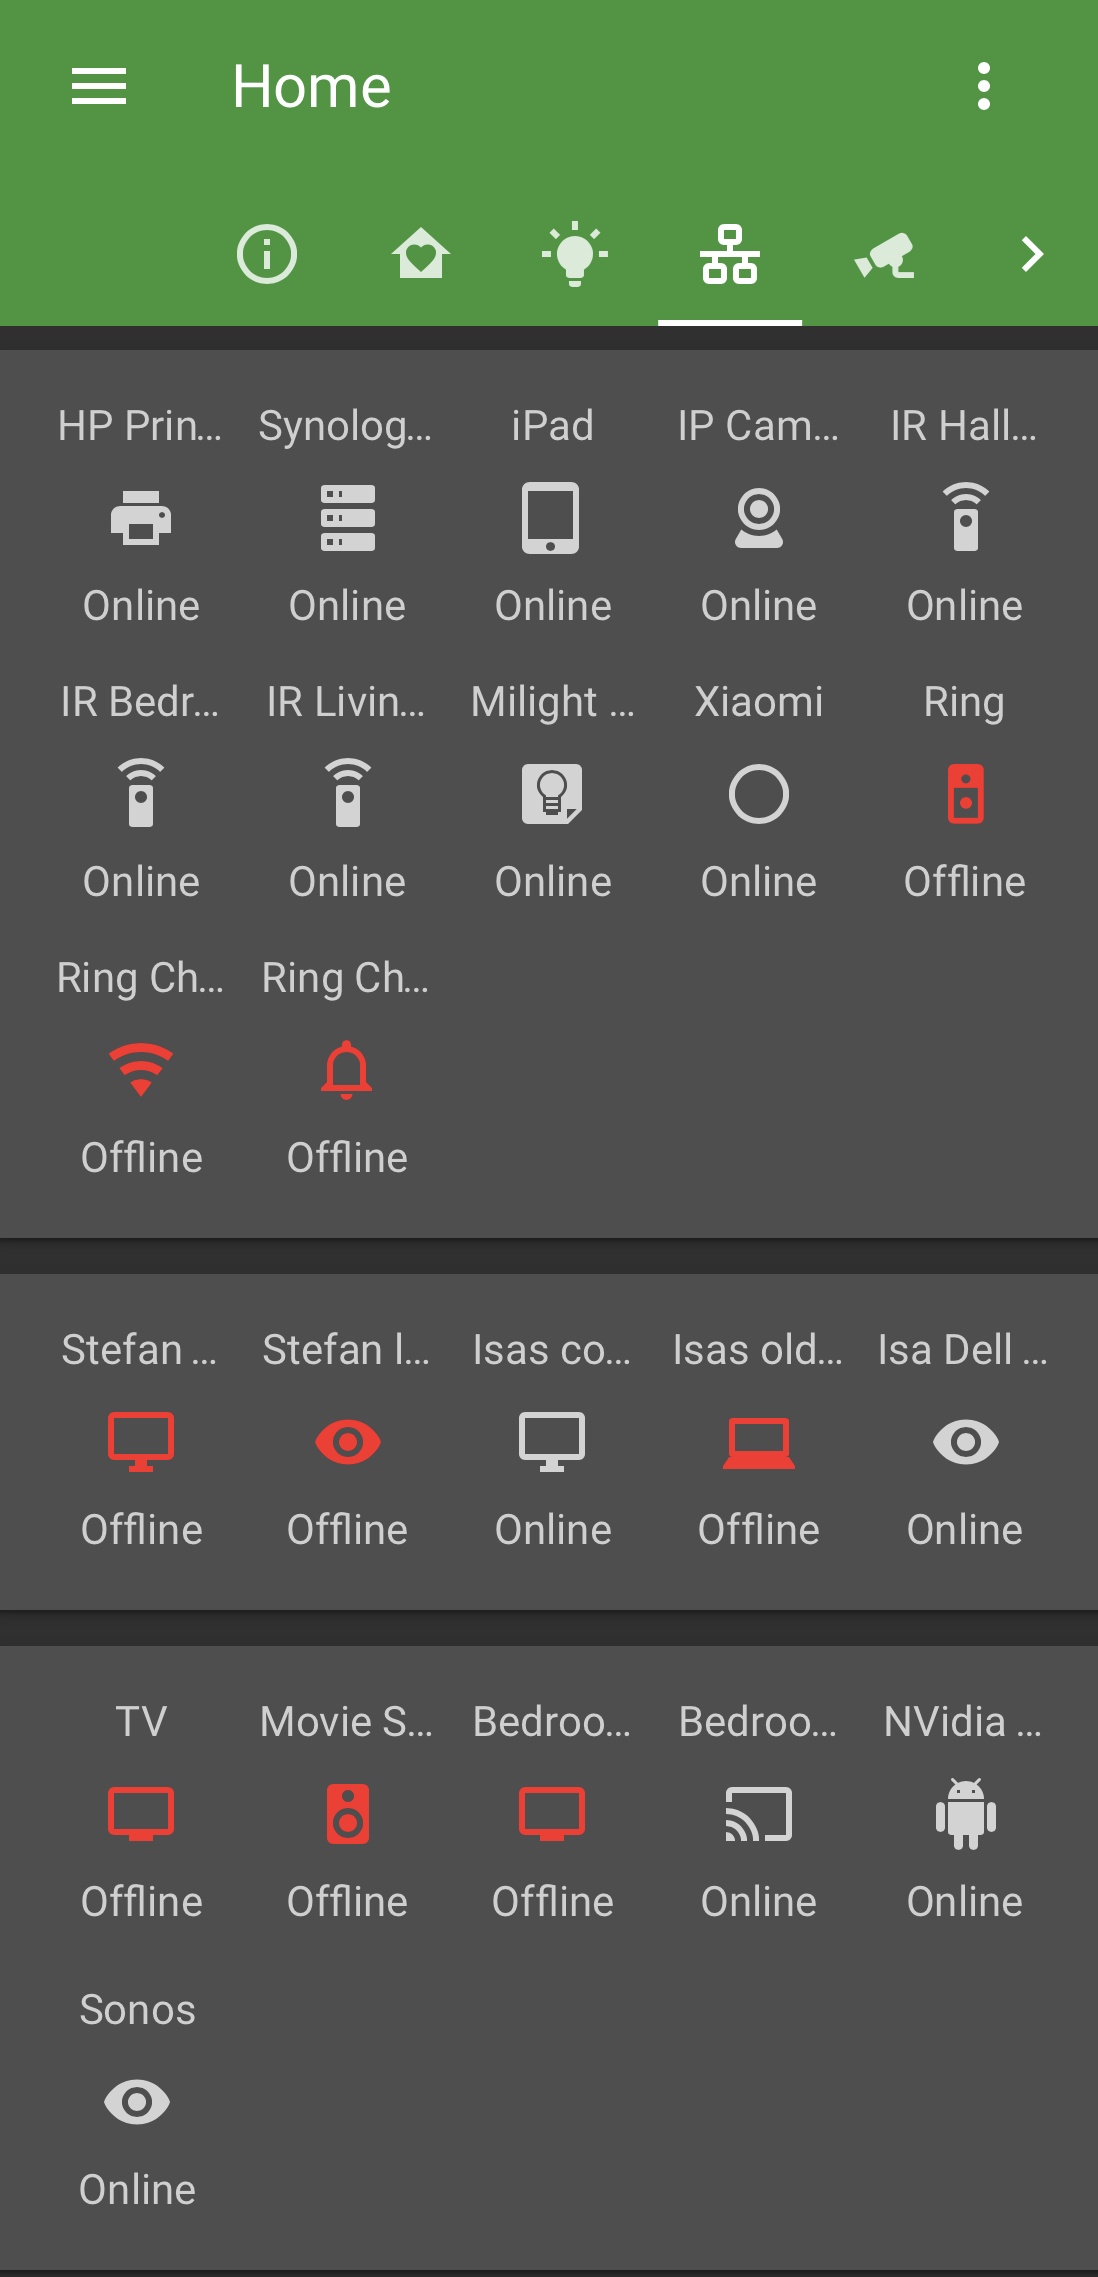 Home
HP Prin... Synolog... iPad IP Cam... IR Hall...
Online Online Online Online Online
IR Bedr... IR Livin... Milight ... Xiaomi Ring
Online Online Online Online Offline
Ring Ch... Ring Ch...
Offline Offline
Stefan ... Stefan l... Isas co... Isas old... Isa Dell ...
Offline Offline Online Offline Online
TV Movie S... Bedroo... Bedroo... NVidia ...
Offline Offline Offline Online Online
Sonos
Online